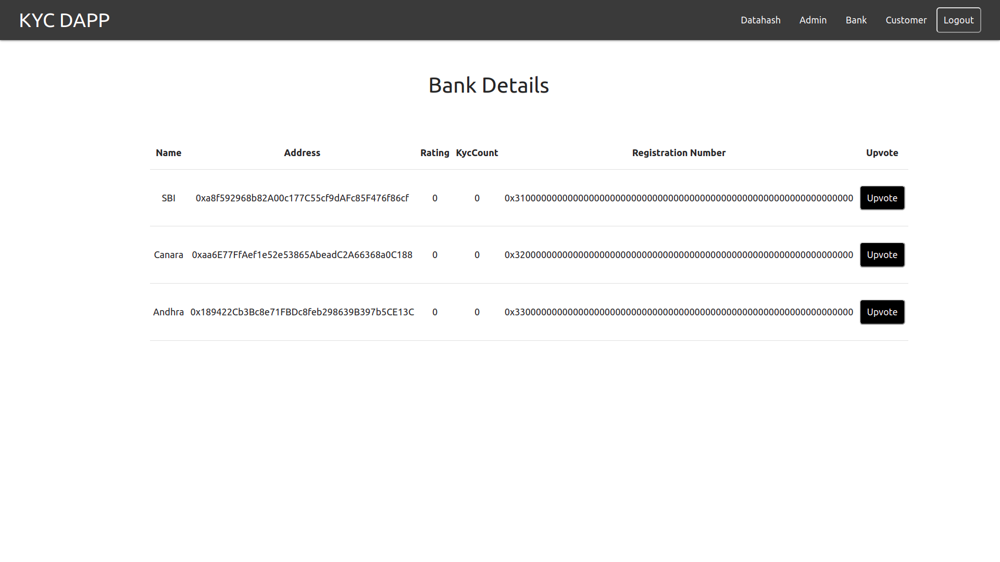 KYC DAPP
Datahash Admin Bank Customer Logout
Bank Details
Name Address Rating KycCount Registration Number Upvote
SBI 0xa8f592968b82A00c177C55cf9dAFc85F476f86cf 0 0 0x3100000000000000000000000000000000000000000000000000000000000000 Upvote
Canara 0xaa6E77FfAef1e52e53865AbeadC2A66368a0C188 0 0 0x3200000000000000000000000000000000000000000000000000000000000000 Upvote
Andhra 0x189422Cb3Bc8e71FBDc8feb298639B397b5CE13C 0 0 0x3300000000000000000000000000000000000000000000000000000000000000 Upvote